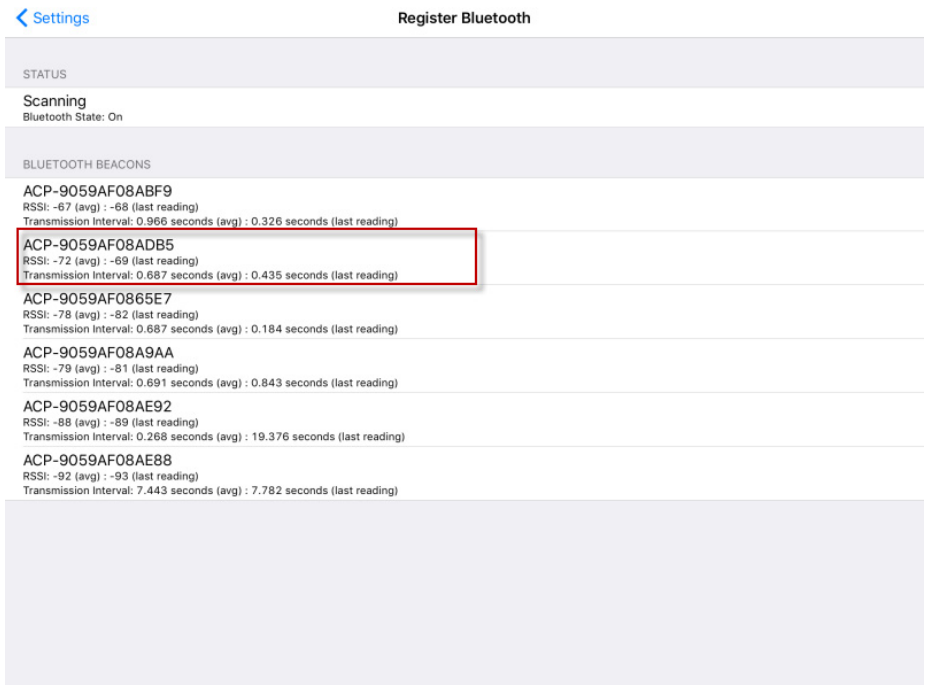 Settings
Register Bluetooth
STATUS
Scanning
Bluetooth State: On
BLUETOOTH BEACONS
ACP-9059AF08ABF9
RSSI: -67 (avg) : -68 (last reading)
Transmission Interval: 0.966 seconds (avg) : 0.326 seconds (last reading)
ACP-9059AF08ADB5
RSSI: -72 (avg) : -69 (last reading)
Transmission Interval: 0.687 seconds (avg) : 0.435 seconds (last reading)
ACP-9059AF0865E7
RSSI: -78 (avg) : -82 (last reading)
Transmission Interval: 0.687 seconds (avg) : 0.184 seconds (last reading)
ACP-9059AF08A9AA
RSSI: -79 (avg) : -81 (last reading)
Transmission Interval: 0.691 seconds (avg) : 0.843 seconds (last reading)
ACP-9059AF08AE92
RSSI: -88 (avg) : -89 (last reading)
Transmission Interval: 0.268 seconds (avg) : 19.376 seconds (last reading)
ACP-9059AF08AE88
RSSI: -92 (avg) : -93 (last reading)
Transmission Interval: 7.443 seconds (avg) : 7.782 seconds (last reading)